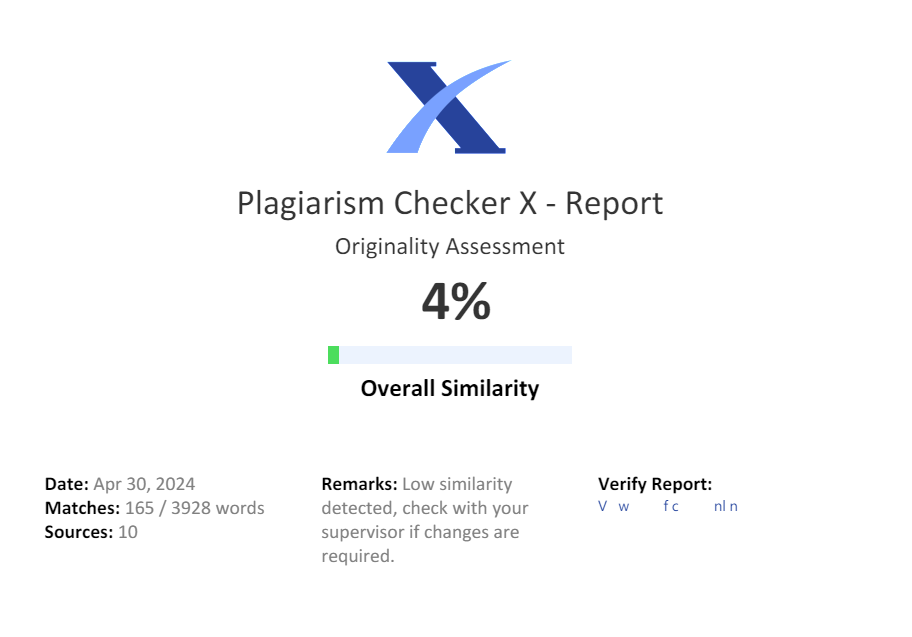 Plagiarism Checker X - Report
Originality Assessment
4%
Overall Similarity
Date: Apr 30, 2024
Matches: 165 / 3928 words
Sources: 10
Remarks: Low similarity
detected, check with your
supervisor if changes are
required.
Verify Report: